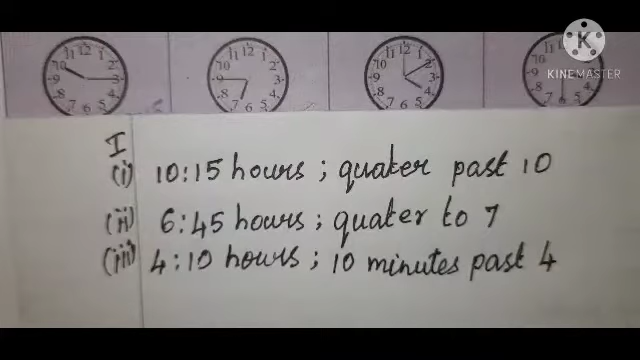 K
KINEMASTER
I
(i) 10:15 hours ; quater past 10
(ii) 6:45 hours ; quater to 7
(iii) 4:10 hours ; 10 minutes past 4